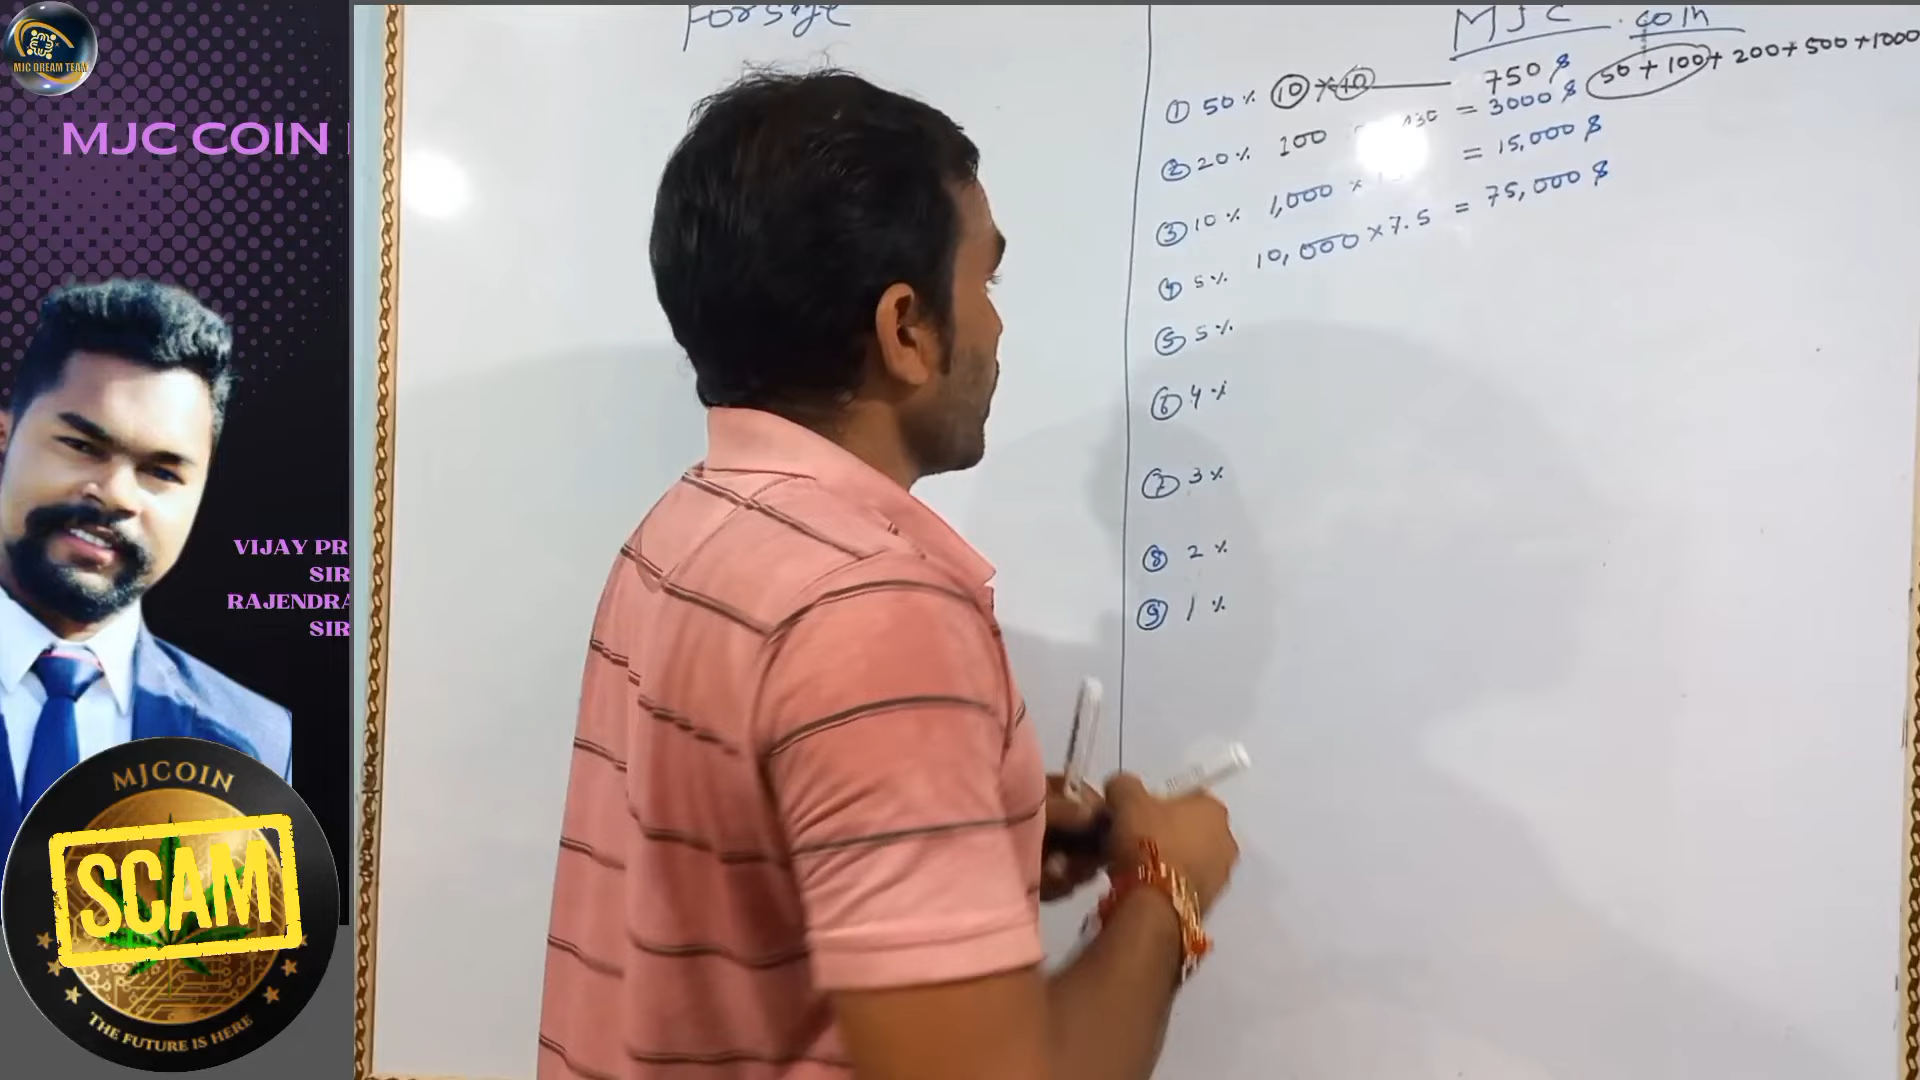 MJC DREAM TEAM
MJC COIN
VIJAY PR
SIR
RAJENDRA
SIR
MJCOIN
SCAM
THE FUTURE IS HERE
Forsage
MJC .coin
① 50% 10 × 10 750 $ 50 + 100 + 200 + 500 + 1000
② 20% 100 = 3000 $
③ 10% 1,000 × = 15,000 $
④ 5% 10,000 × 7.5 = 75,000 $
⑤ 5%
⑥ 4%
⑦ 3%
⑧ 2%
⑨ 1%